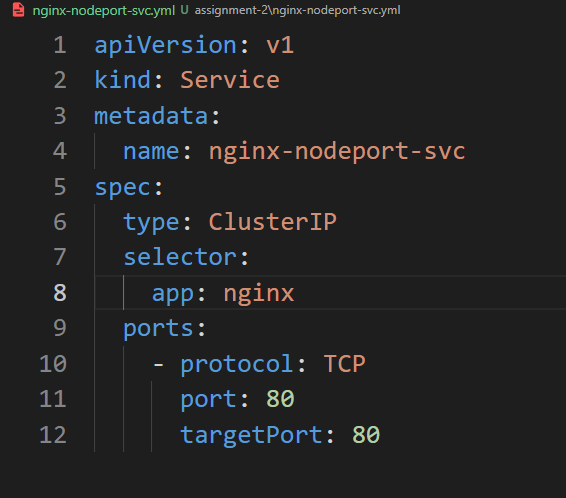 nginx-nodeport-svc.yml U assignment-2\nginx-nodeport-svc.yml
1 apiVersion: v1
2 kind: Service
3 metadata:
4   name: nginx-nodeport-svc
5 spec:
6   type: ClusterIP
7   selector:
8     app: nginx
9   ports:
10     - protocol: TCP
11       port: 80
12       targetPort: 80